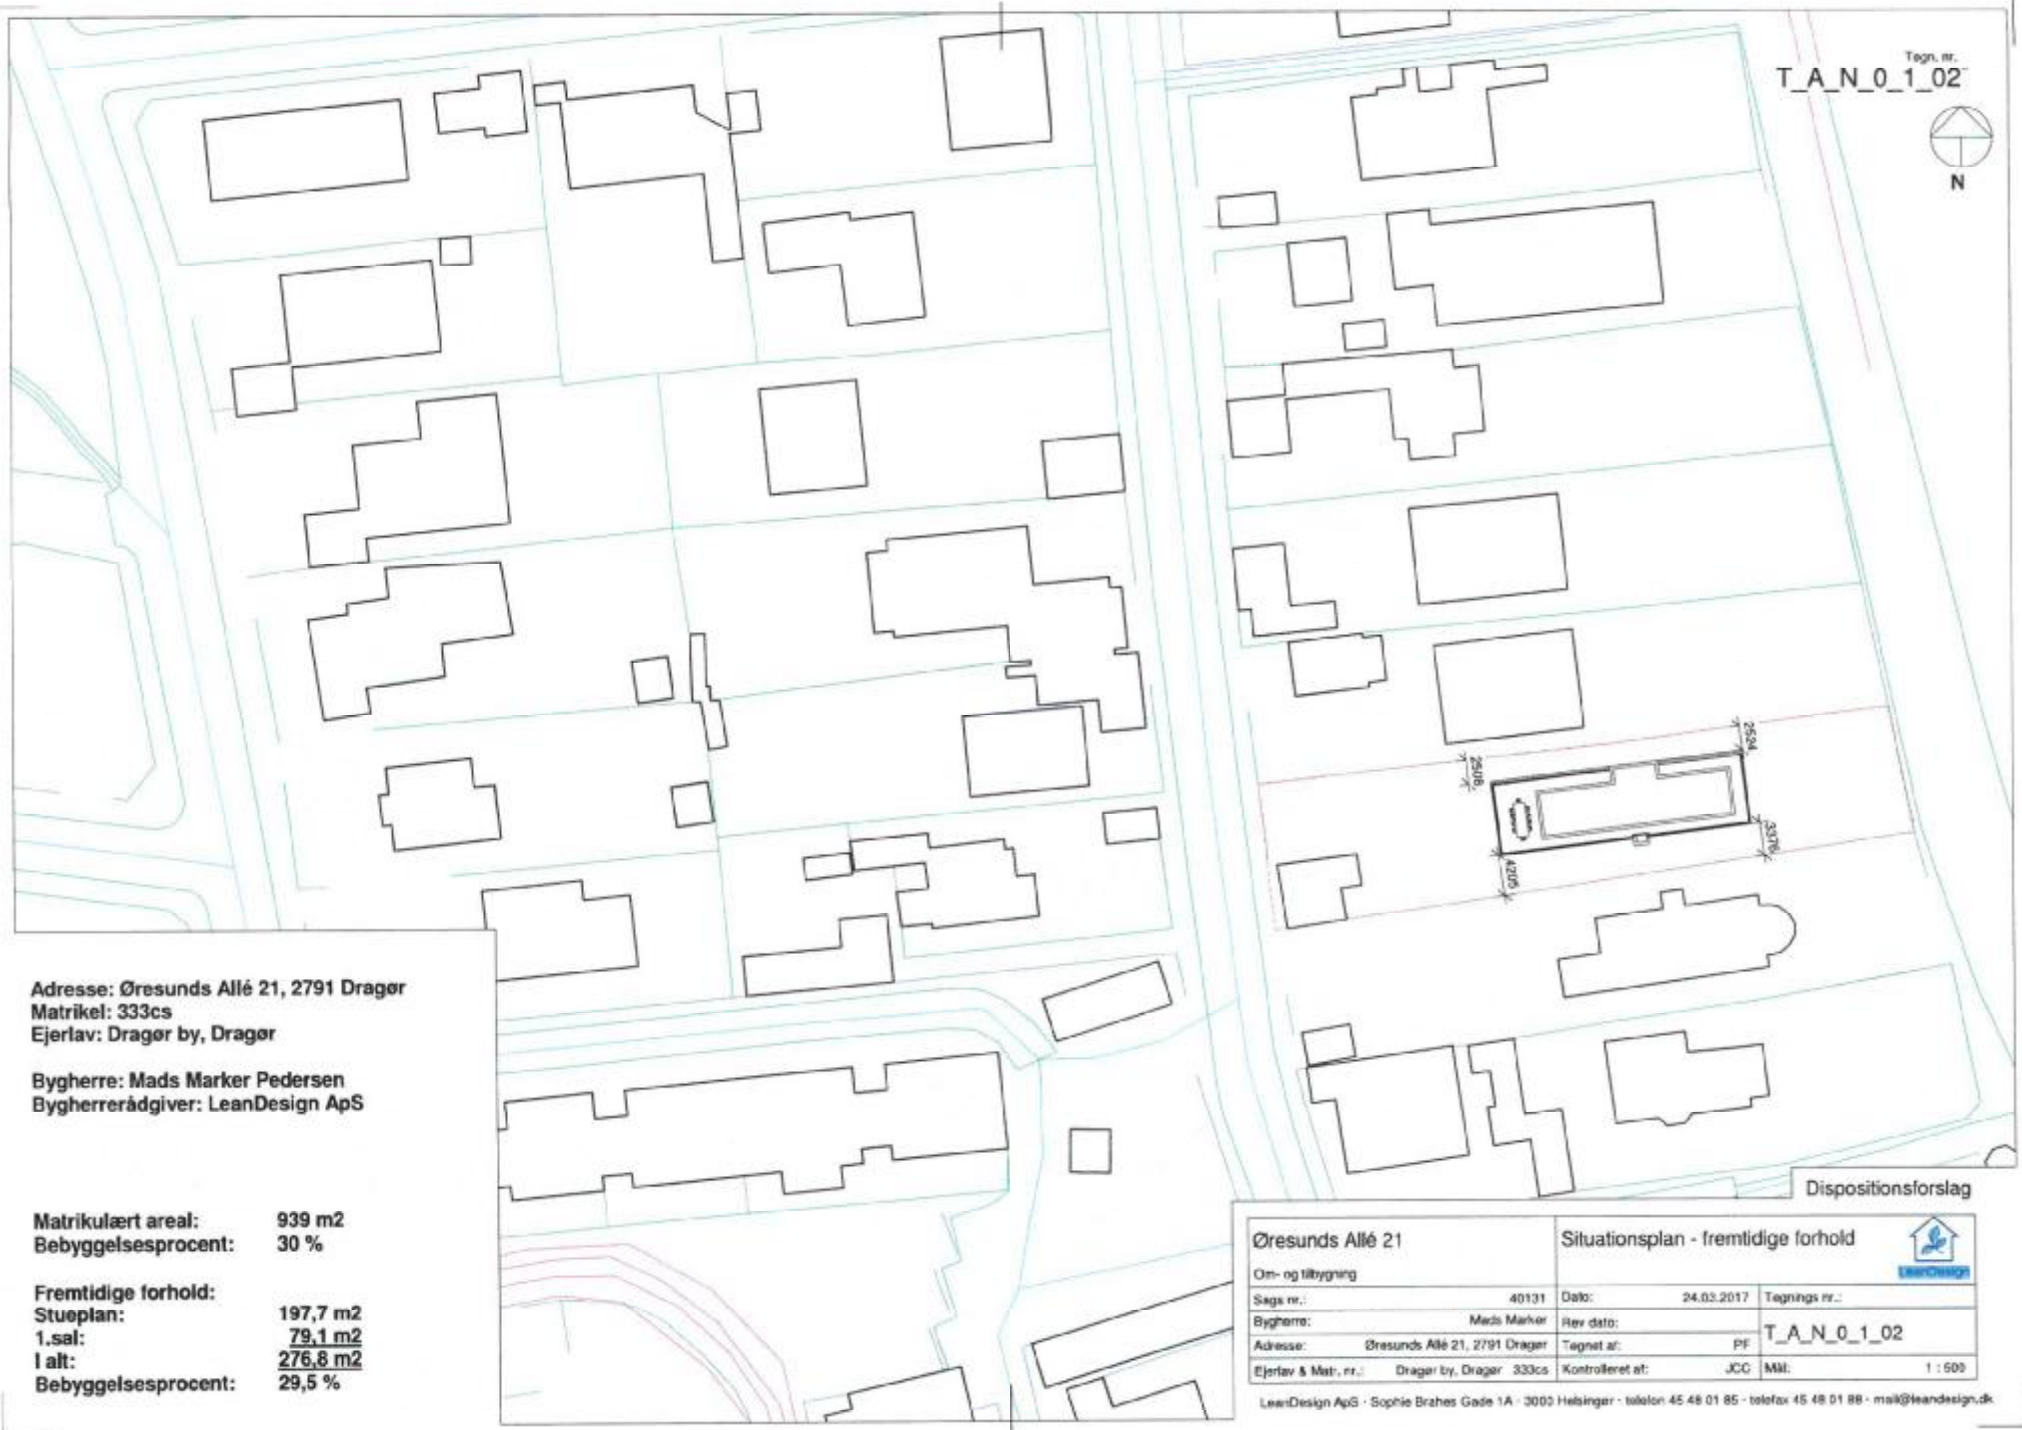 Tegn. nr.
T_A_N_0_1_02
N
2524
2508
3376
4205
Adresse: Øresunds Allé 21, 2791 Dragør
Matrikel: 333cs
Ejerlav: Dragør by, Dragør
Bygherre: Mads Marker Pedersen
Bygherrerådgiver: LeanDesign ApS
Matrikulært areal: 939 m2
Bebyggelsesprocent: 30 %
Fremtidige forhold:
Stueplan: 197,7 m2
1.sal: 79,1 m2
I alt: 276,8 m2
Bebyggelsesprocent: 29,5 %
Dispositionsforslag
Øresunds Allé 21
Om- og tilbygning
Situationsplan - fremtidige forhold
LeanDesign
Sags nr.: 40131 Dato: 24.03.2017 Tegnings nr.:
Bygherre: Mads Marker Rev dato:
T_A_N_0_1_02
Adresse: Øresunds Allé 21, 2791 Dragør Tegnet af: PF
Ejerlav & Matr. nr.: Dragør by, Dragør 333cs Kontrolleret af: JCC Mål: 1 : 500
LeanDesign ApS - Sophie Brahes Gade 1A - 3000 Helsingør - telefon 45 48 01 85 - telefax 45 48 01 88 - mail@leandesign.dk